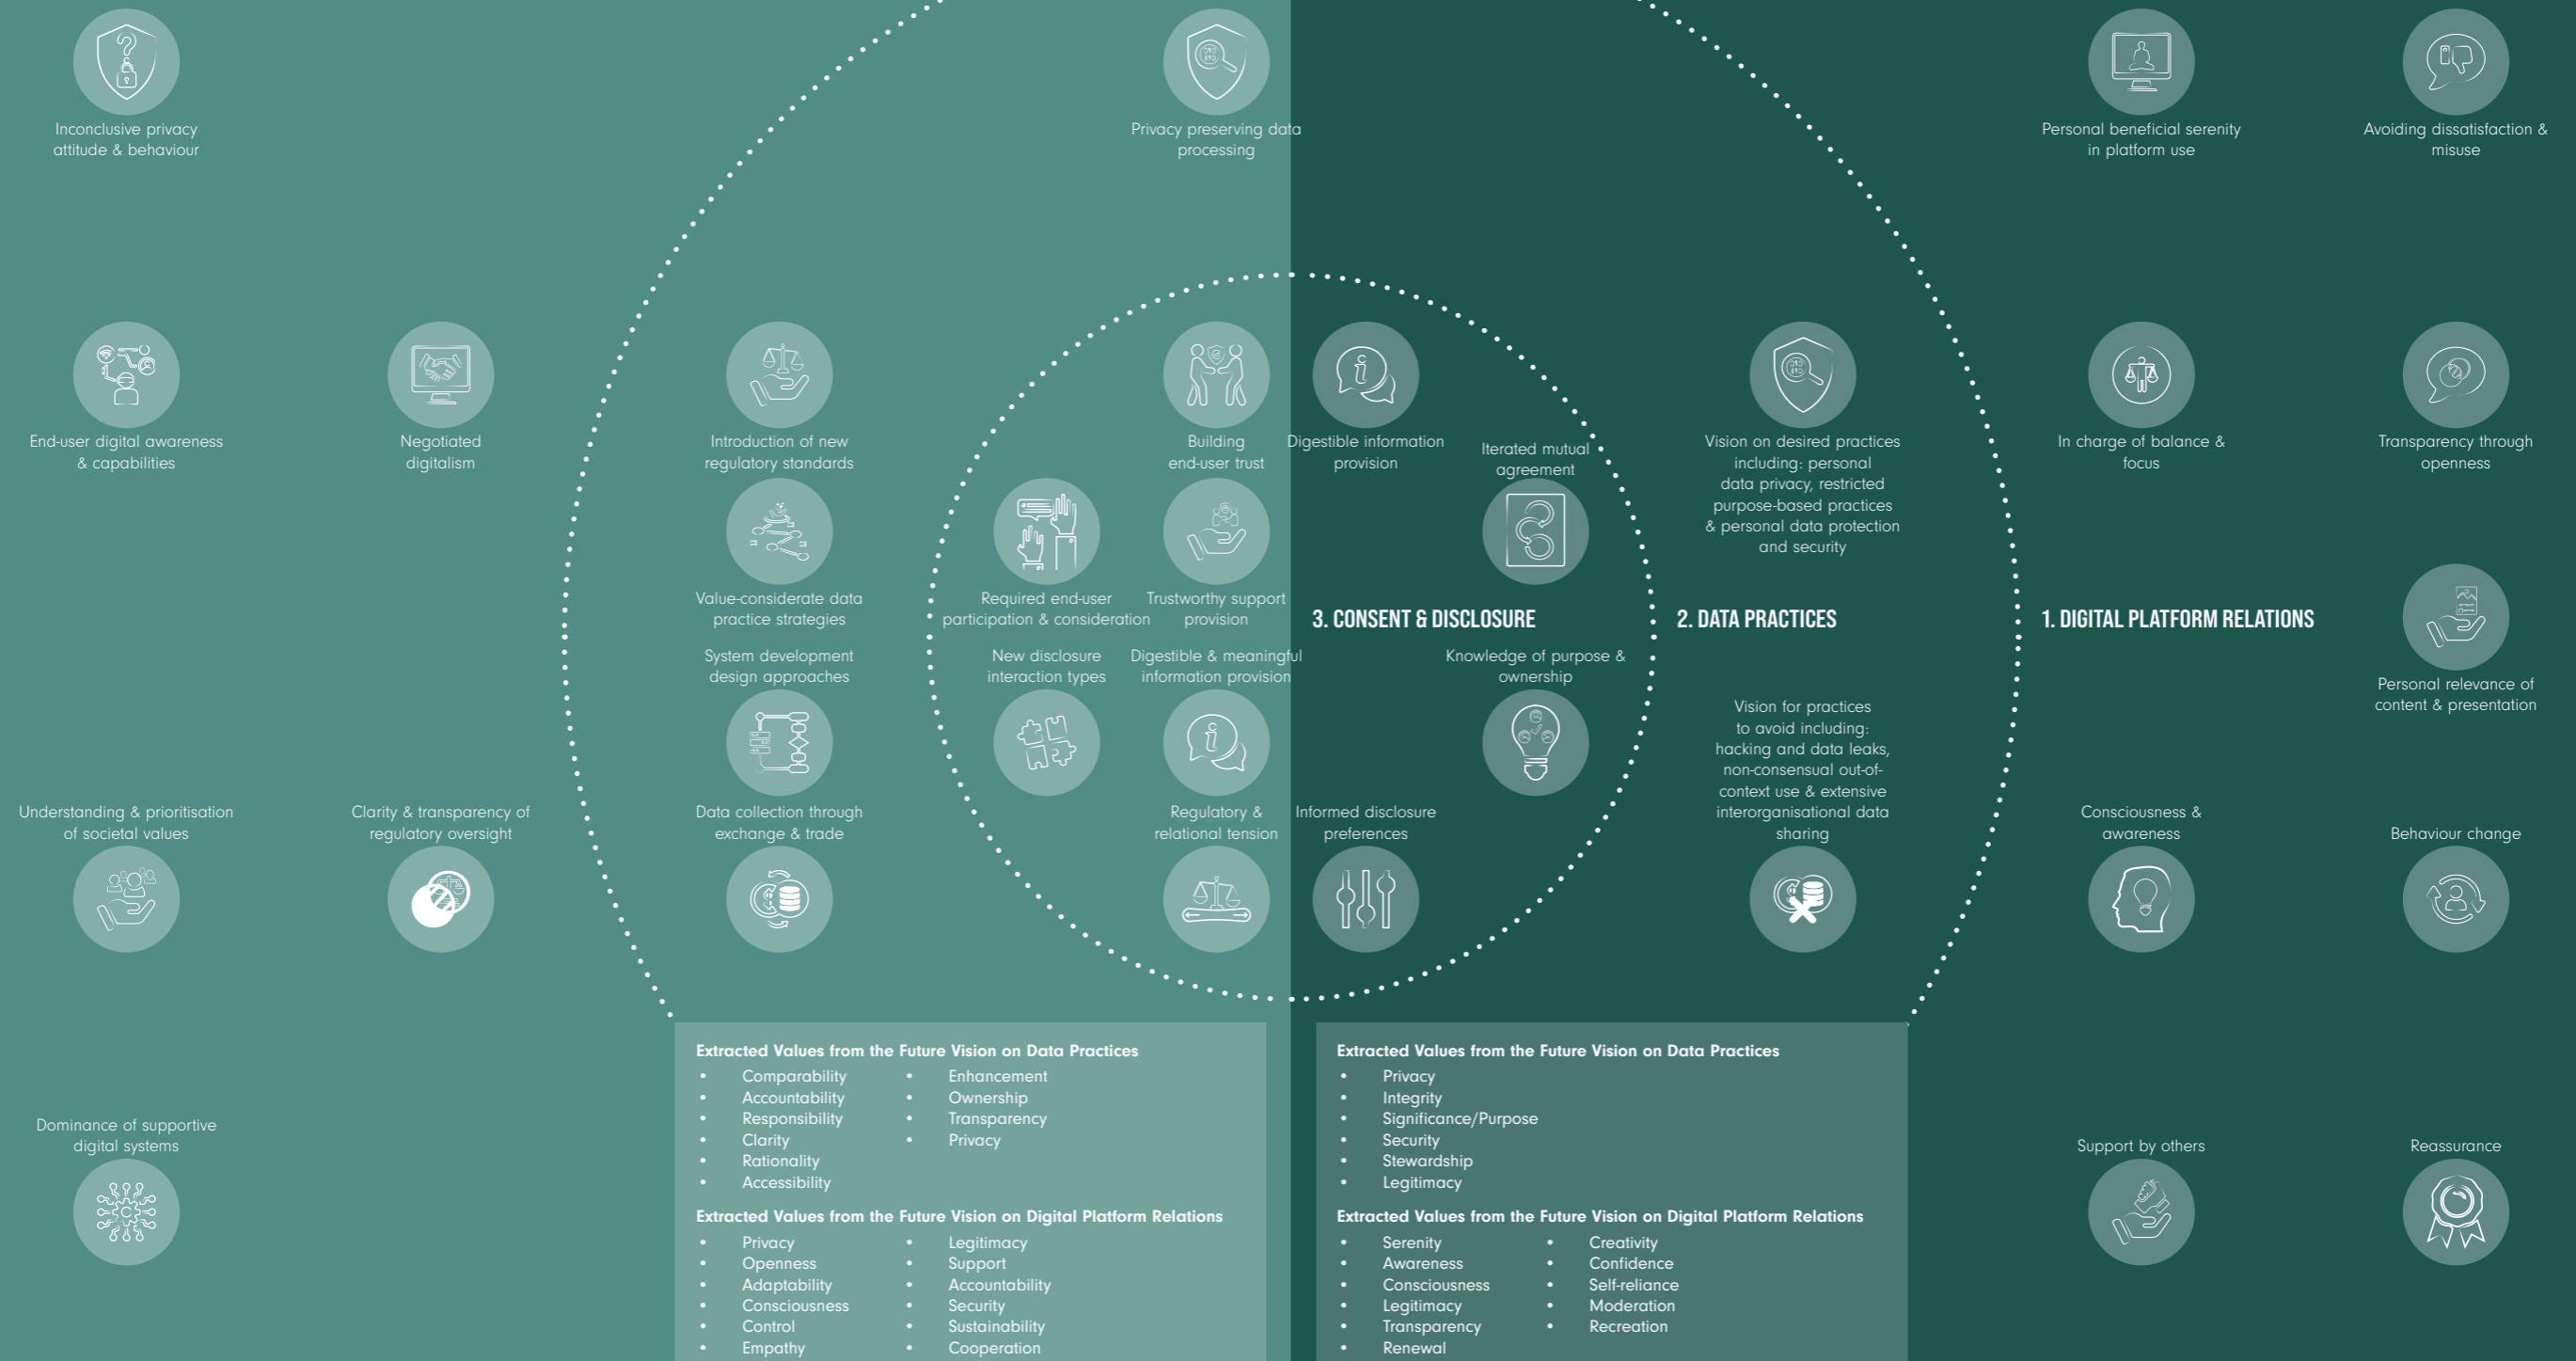 Inconclusive privacy
attitude & behaviour
Privacy preserving data
processing
Personal beneficial serenity
in platform use
Avoiding dissatisfaction &
misuse
End-user digital awareness
& capabilities
Negotiated
digitalism
Introduction of new
regulatory standards
Building
end-user trust
Digestible information
provision
Iterated mutual
agreement
Vision on desired practices
including: personal
data privacy, restricted
purpose-based practices
& personal data protection
and security
In charge of balance &
focus
Transparency through
openness
Value-considerate data
practice strategies
Required end-user
participation & consideration
Trustworthy support
provision
3. CONSENT & DISCLOSURE
2. DATA PRACTICES
1. DIGITAL PLATFORM RELATIONS
System development
design approaches
New disclosure
interaction types
Digestible & meaningful
information provision
Knowledge of purpose &
ownership
Personal relevance of
content & presentation
Vision for practices
to avoid including:
hacking and data leaks,
non-consensual out-of-
context use & extensive
interorganisational data
sharing
Understanding & prioritisation
of societal values
Clarity & transparency of
regulatory oversight
Data collection through
exchange & trade
Regulatory &
relational tension
Informed disclosure
preferences
Consciousness &
awareness
Behaviour change
Dominance of supportive
digital systems
Extracted Values from the Future Vision on Data Practices
• Comparability
• Accountability
• Responsibility
• Clarity
• Rationality
• Accessibility
• Enhancement
• Ownership
• Transparency
• Privacy
Extracted Values from the Future Vision on Digital Platform Relations
• Privacy
• Openness
• Adaptability
• Consciousness
• Control
• Empathy
• Legitimacy
• Support
• Accountability
• Security
• Sustainability
• Cooperation
Extracted Values from the Future Vision on Data Practices
• Privacy
• Integrity
• Significance/Purpose
• Security
• Stewardship
• Legitimacy
Extracted Values from the Future Vision on Digital Platform Relations
• Serenity
• Awareness
• Consciousness
• Legitimacy
• Transparency
• Renewal
• Creativity
• Confidence
• Self-reliance
• Moderation
• Recreation
Support by others
Reassurance